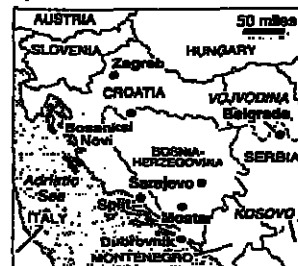 AUSTRIA
50 miles
SLOVENIA
HUNGARY
Zagreb
CROATIA
VOJVODINA
Belgrade
Bosanksi
Novi
BOSNIA-
HERZEGOVINA
SERBIA
Adriatic
Sea
Sarajevo
Split
ITALY
Mostar
KOSOVO
Dubrovnik
MONTENEGRO